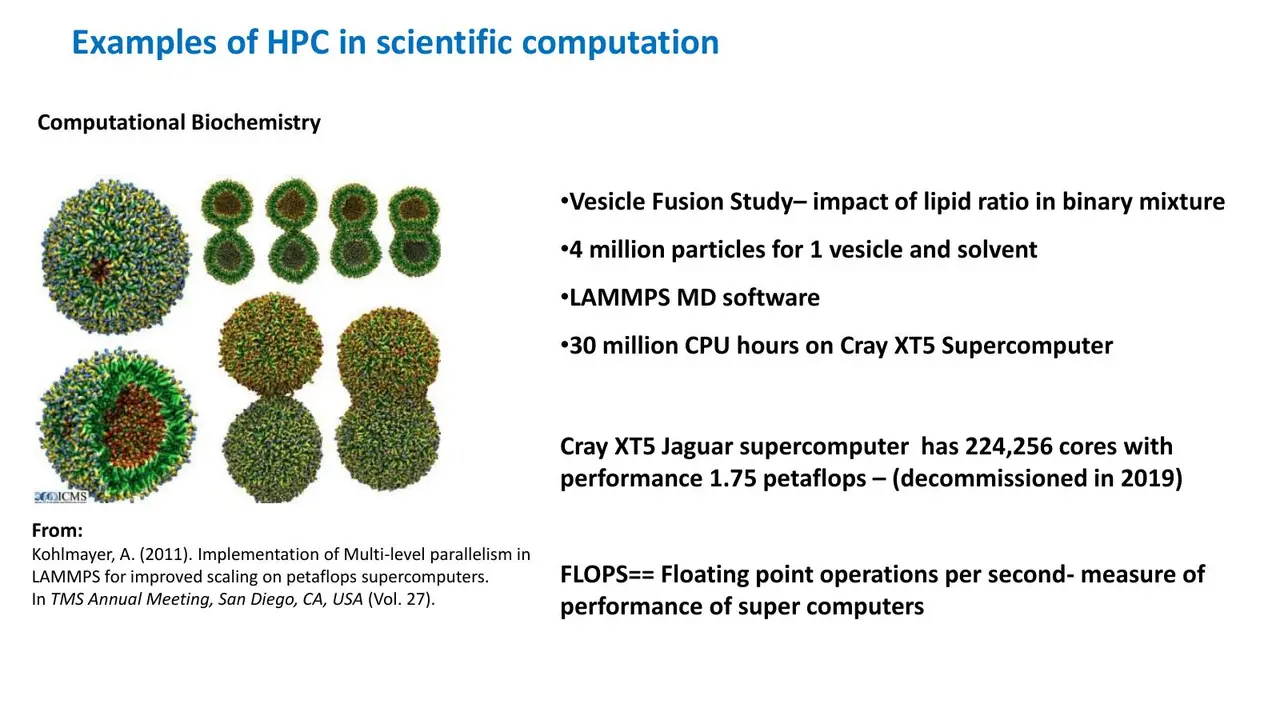 Examples of HPC in scientific computation
Computational Biochemistry
•Vesicle Fusion Study– impact of lipid ratio in binary mixture
•4 million particles for 1 vesicle and solvent
•LAMMPS MD software
•30 million CPU hours on Cray XT5 Supercomputer
Cray XT5 Jaguar supercomputer  has 224,256 cores with
performance 1.75 petaflops – (decommissioned in 2019)
FLOPS== Floating point operations per second- measure of
performance of super computers
ICMS
From:
Kohlmayer, A. (2011). Implementation of Multi-level parallelism in
LAMMPS for improved scaling on petaflops supercomputers.
In TMS Annual Meeting, San Diego, CA, USA (Vol. 27).